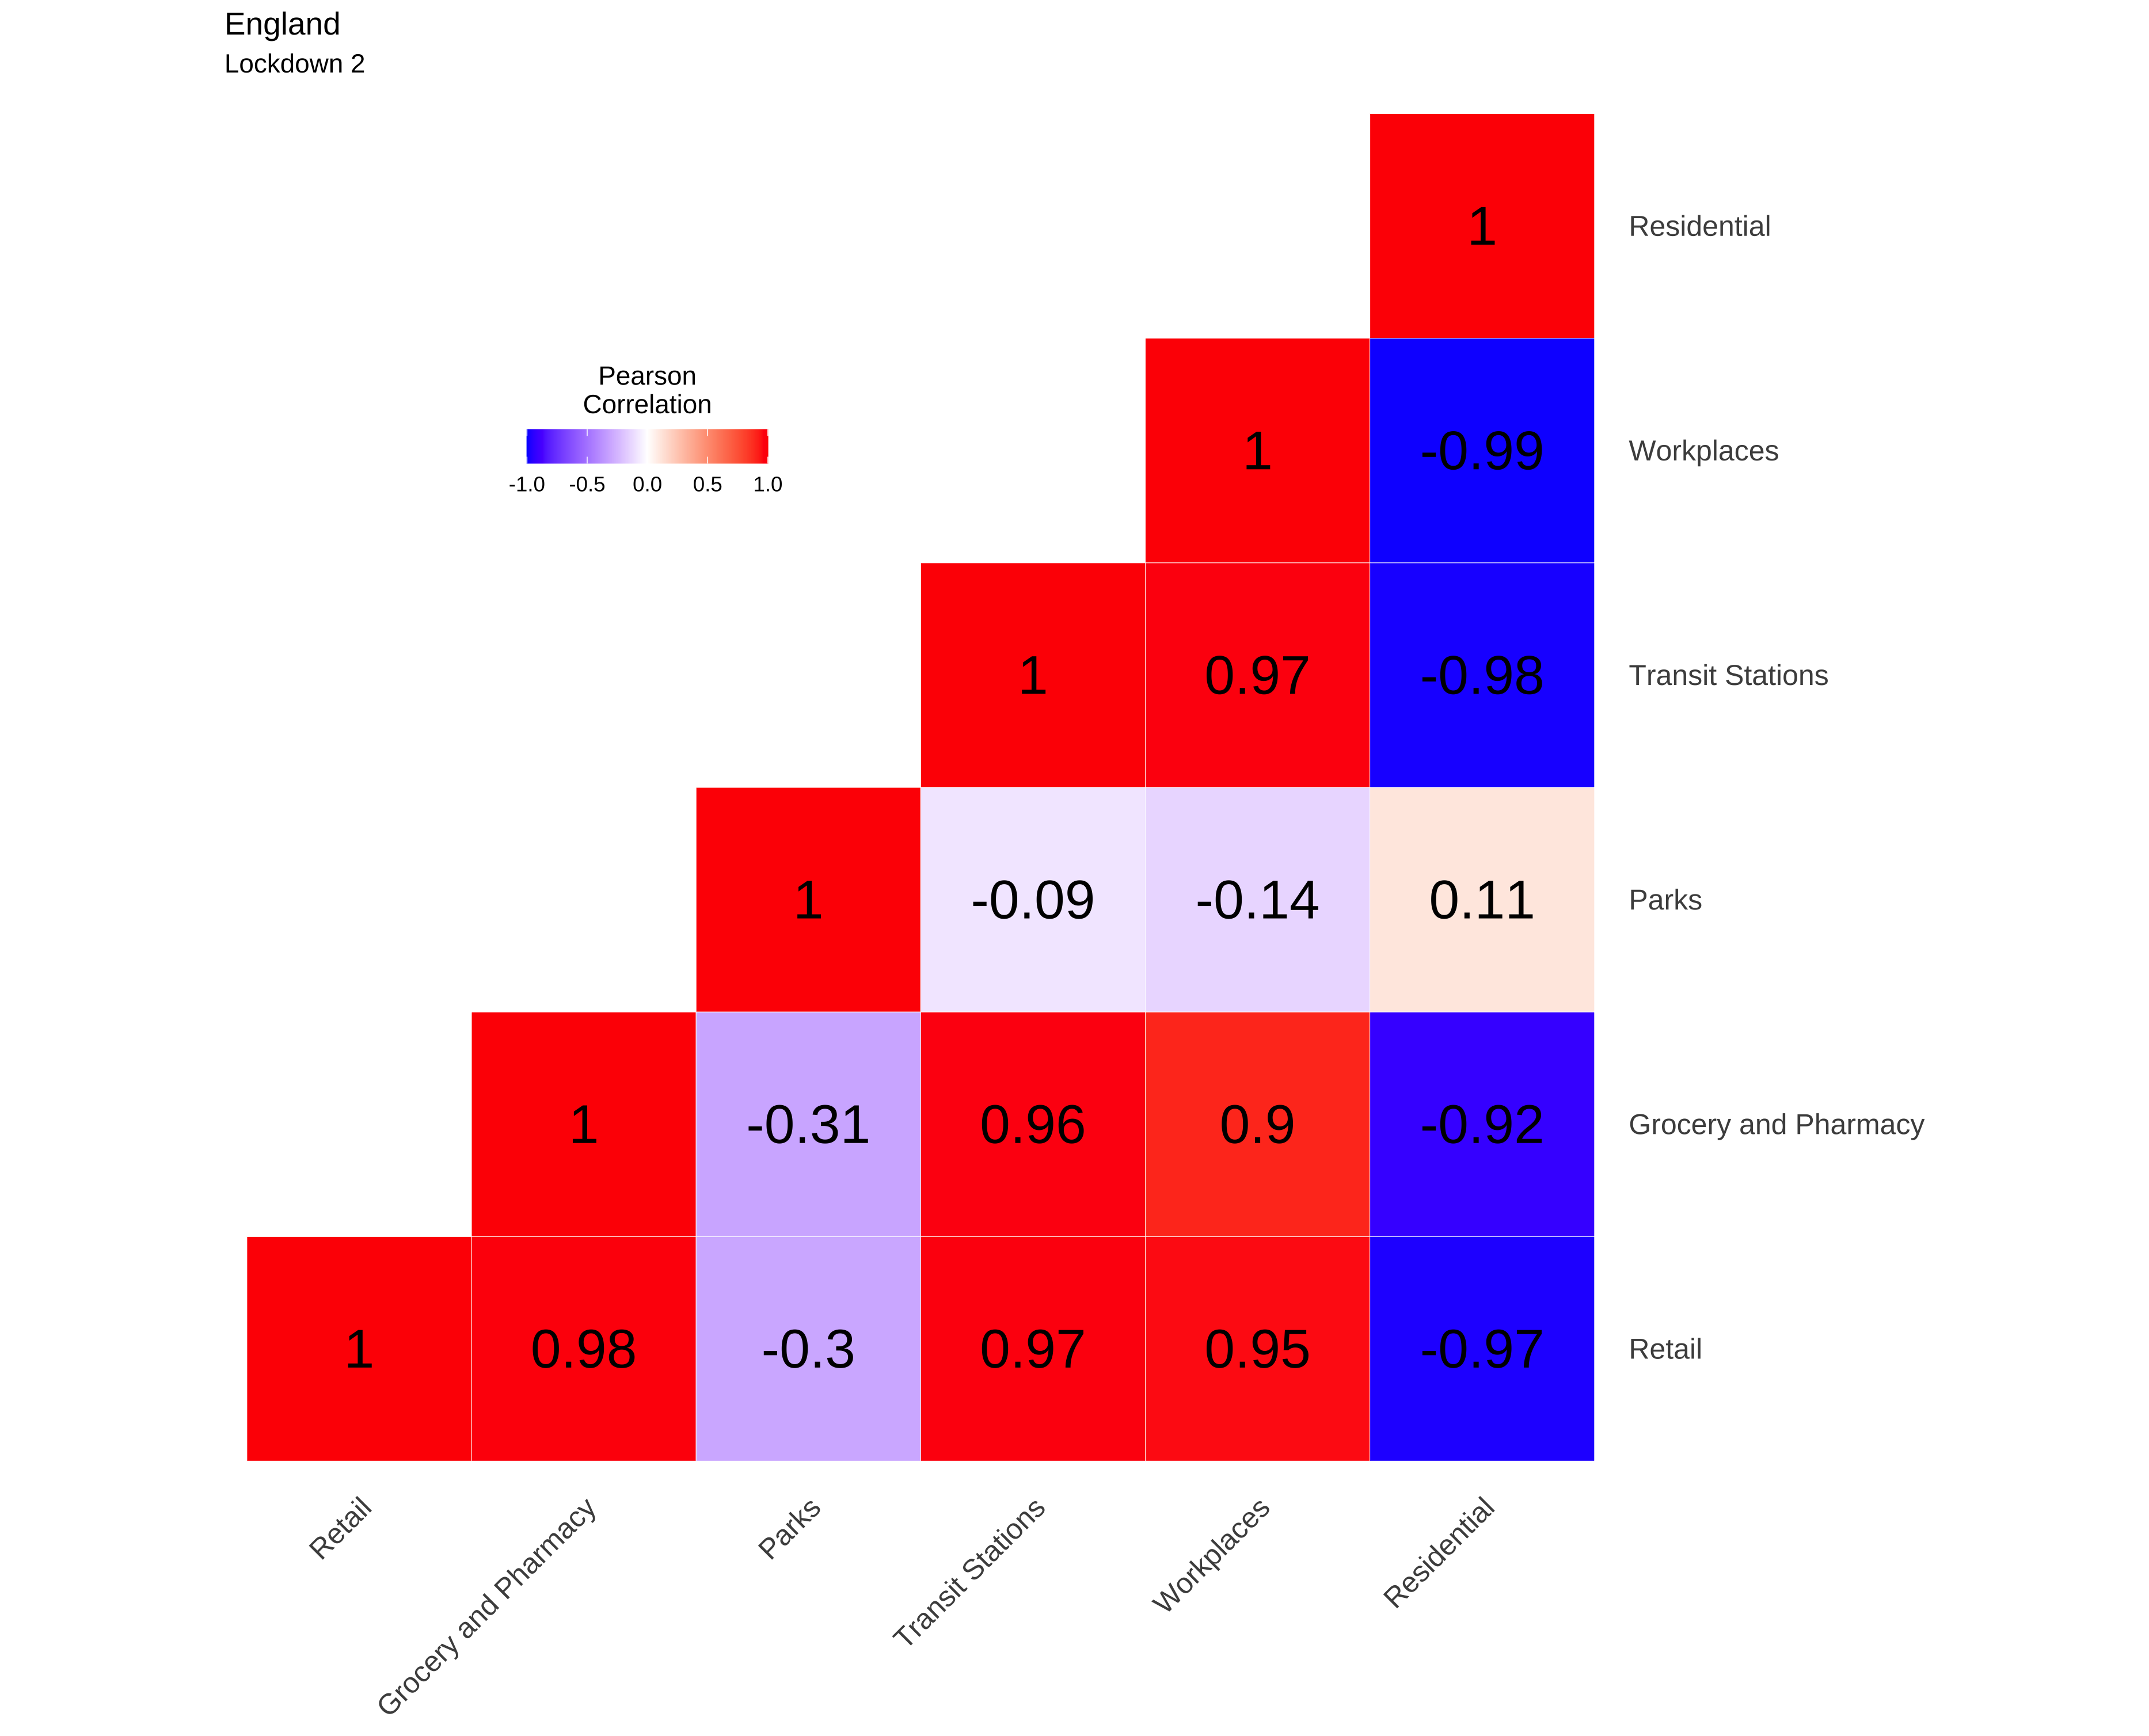 England
Lockdown 2
1
Residential
Pearson
Correlation
-1.0 -0.5 0.0 0.5 1.0
1 -0.99
Workplaces
1 0.97 -0.98
Transit Stations
1 -0.09 -0.14 0.11
Parks
1 -0.31 0.96 0.9 -0.92
Grocery and Pharmacy
1 0.98 -0.3 0.97 0.95 -0.97
Retail
Retail
Grocery and Pharmacy
Parks
Transit Stations
Workplaces
Residential